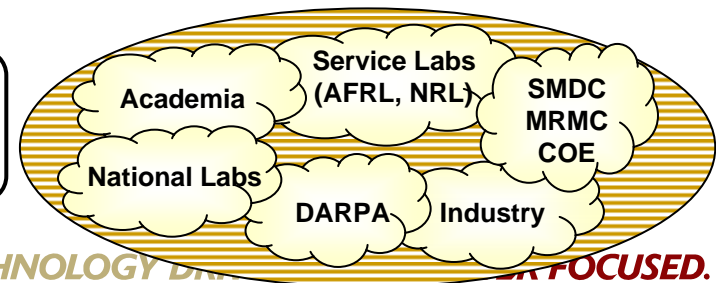 Service Labs
(AFRL, NRL)
SMDC
MRMC
COE
Academia
National Labs
DARPA
Industry
FOCUSED.